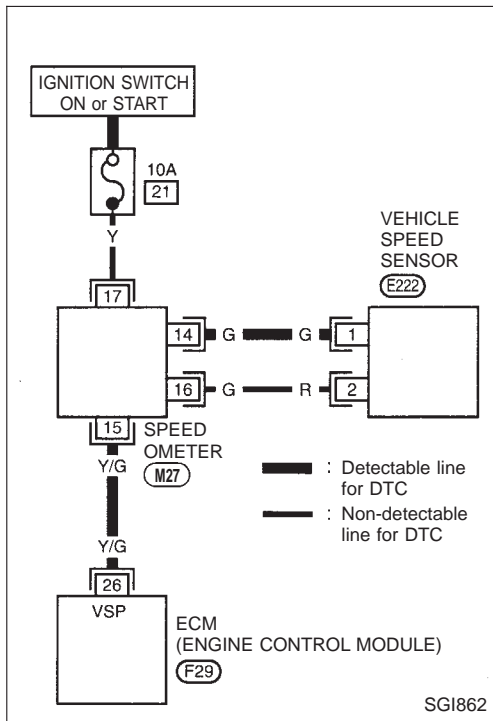 IGNITION SWITCH
ON or START
10A
21
Y
17
VEHICLE
SPEED
SENSOR
E222
14 G G 1
16 G R 2
15
SPEED
OMETER
M27
Y/G
Y/G
: Detectable line
for DTC
: Non-detectable
line for DTC
26
VSP
ECM
(ENGINE CONTROL MODULE)
F29
SGI862